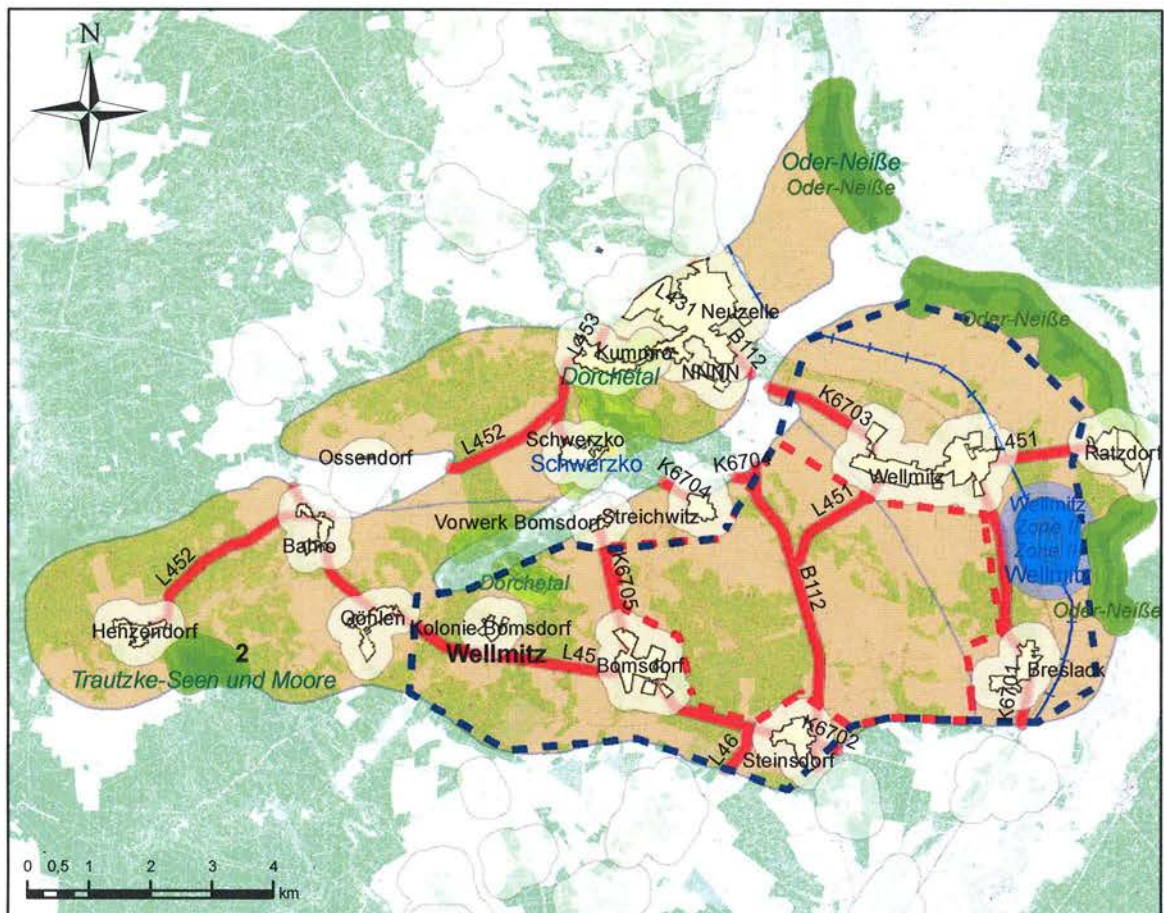 N
Oder-Neiße
Oder-Neiße
L431
Neuzelle
Oder-Neiße
L453
Kummro
B112
NNNN
Dorchetal
K6703
L452
Schwerzko
Schwerzko
Ossendorf
K6704
K6704
L451
Ratzdorf
Wellmitz
L451
Vorwerk Bomsdorf
Streichwitz
Wellmitz
Zone II
Zone II
Wellmitz
Bahro
L452
Dorchetal
K6705
B112
Oder-Neiße
Henzendorf
Göhlen
Kolonie Bomsdorf
2
Wellmitz
L45
Bomsdorf
Breslack
Trautzke-Seen und Moore
K6701
K6702
L46
Steinsdorf
0 0,5 1 2 3 4
km